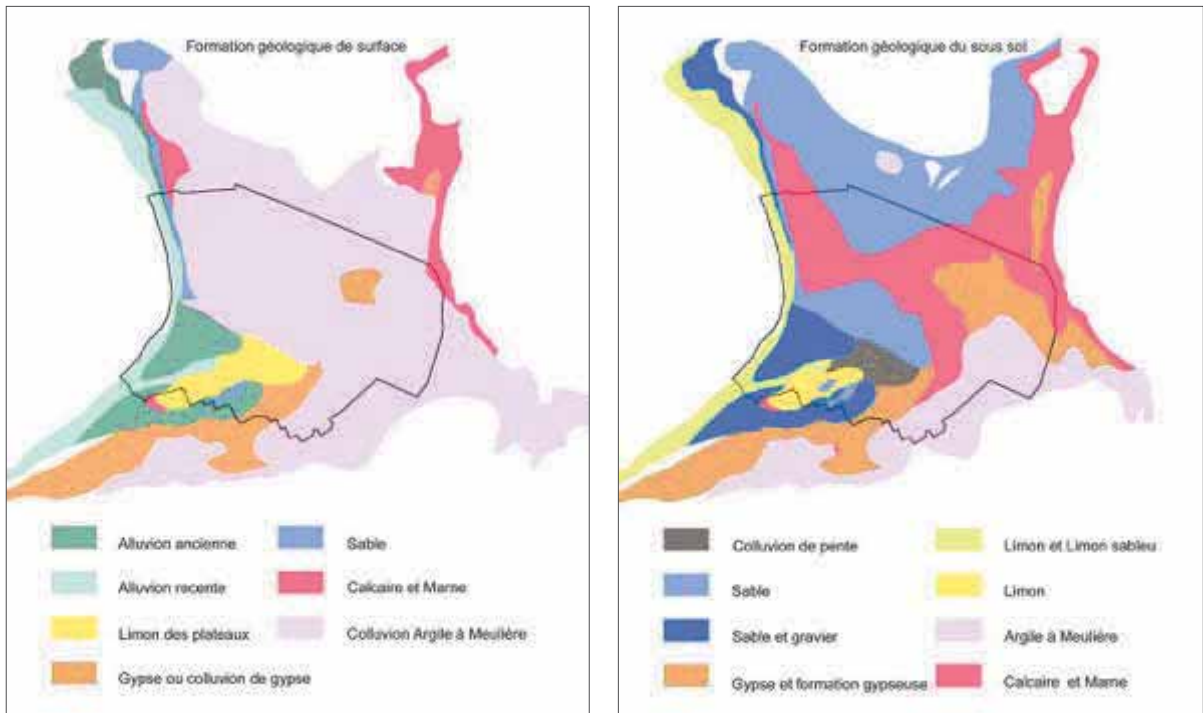 Formation géologique de surface
Alluvion ancienne
Alluvion recente
Limon des plateaux
Gypse ou colluvion de gypse
Sable
Calcaire et Marne
Colluvion Argile à Meulière
Formation géologique du sous sol
Colluvion de pente
Sable
Sable et gravier
Gypse et formation gypseuse
Limon et Limon sableu
Limon
Argile à Meulière
Calcaire et Marne